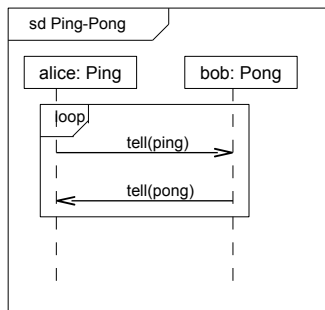 sd Ping-Pong
alice: Ping
bob: Pong
loop
tell(ping)
tell(pong)